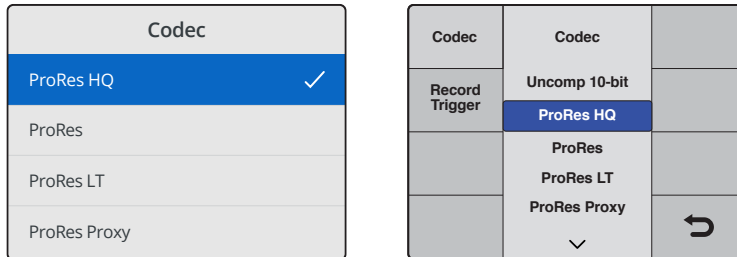 Codec
ProRes HQ
ProRes
ProRes LT
ProRes Proxy
Codec
Record
Trigger
Codec
Uncomp 10-bit
ProRes HQ
ProRes
ProRes LT
ProRes Proxy